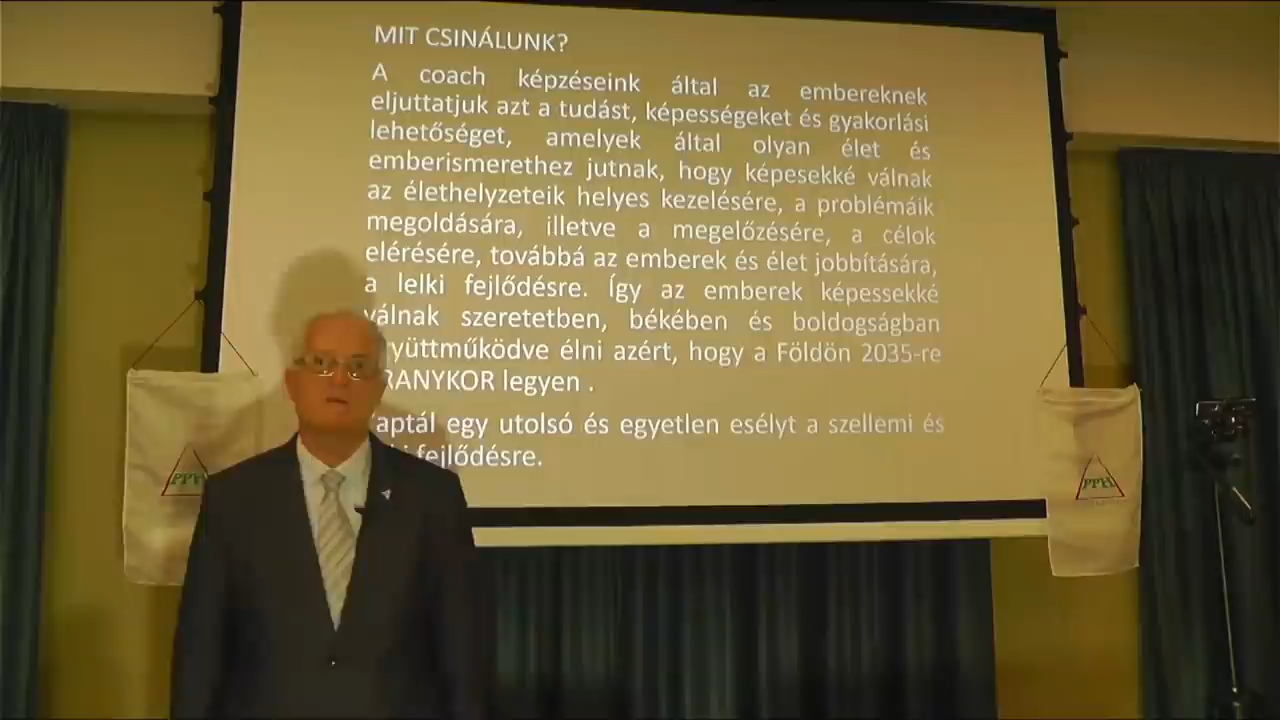 MIT CSINÁLUNK?
A coach képzéseink által az embereknek
eljuttatjuk azt a tudást, képességeket és gyakorlási
lehetőséget, amelyek által olyan élet és
emberismerethez jutnak, hogy képesekké válnak
az élethelyzeteik helyes kezelésére, a problémáik
megoldására, illetve a megelőzésére, a célok
elérésére, továbbá az emberek és élet jobbítására,
a lelki fejlődésre. Így az emberek képessekké
válnak szeretetben, békében és boldogságban
yüttműködve élni azért, hogy a Földön 2035-re
RANYKOR legyen .
aptál egy utolsó és egyetlen esélyt a szellemi és
fejlődésre.